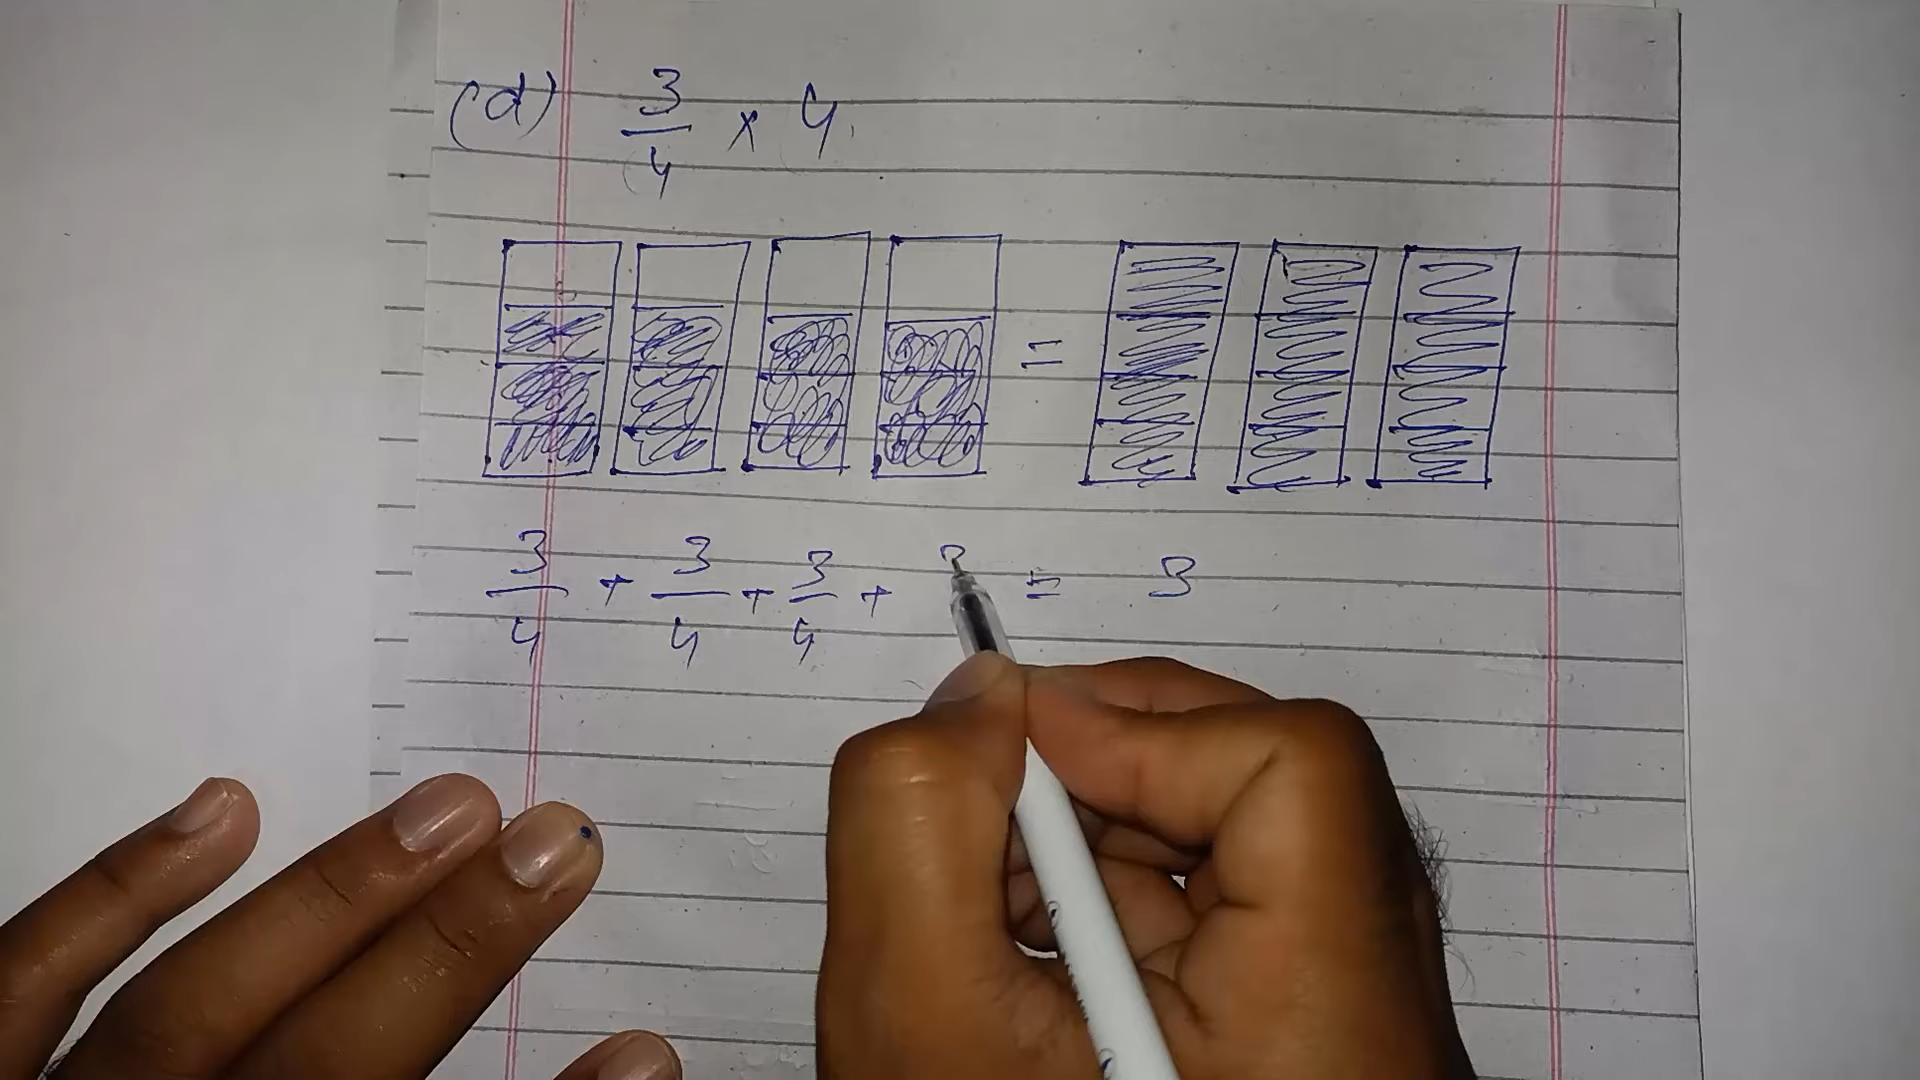 (d) 3/4 × 4
=
3/4 + 3/4 + 3/4 + 3 = 3